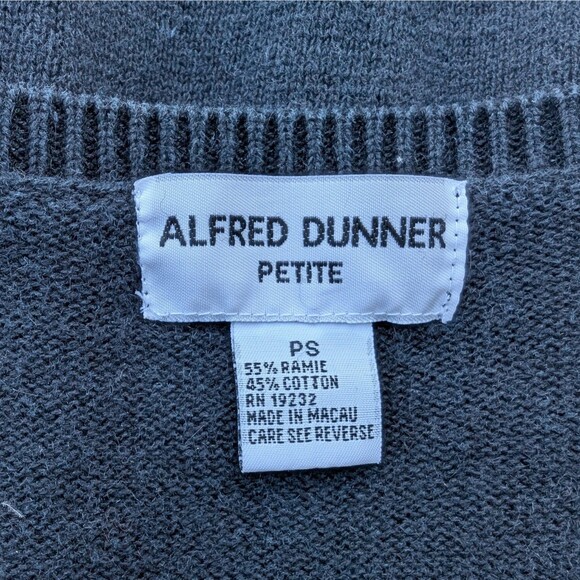 ALFRED DUNNER
PETITE
PS
55% RAMIE
45% COTTON
RN 19232
MADE IN MACAU
CARE SEE REVERSE